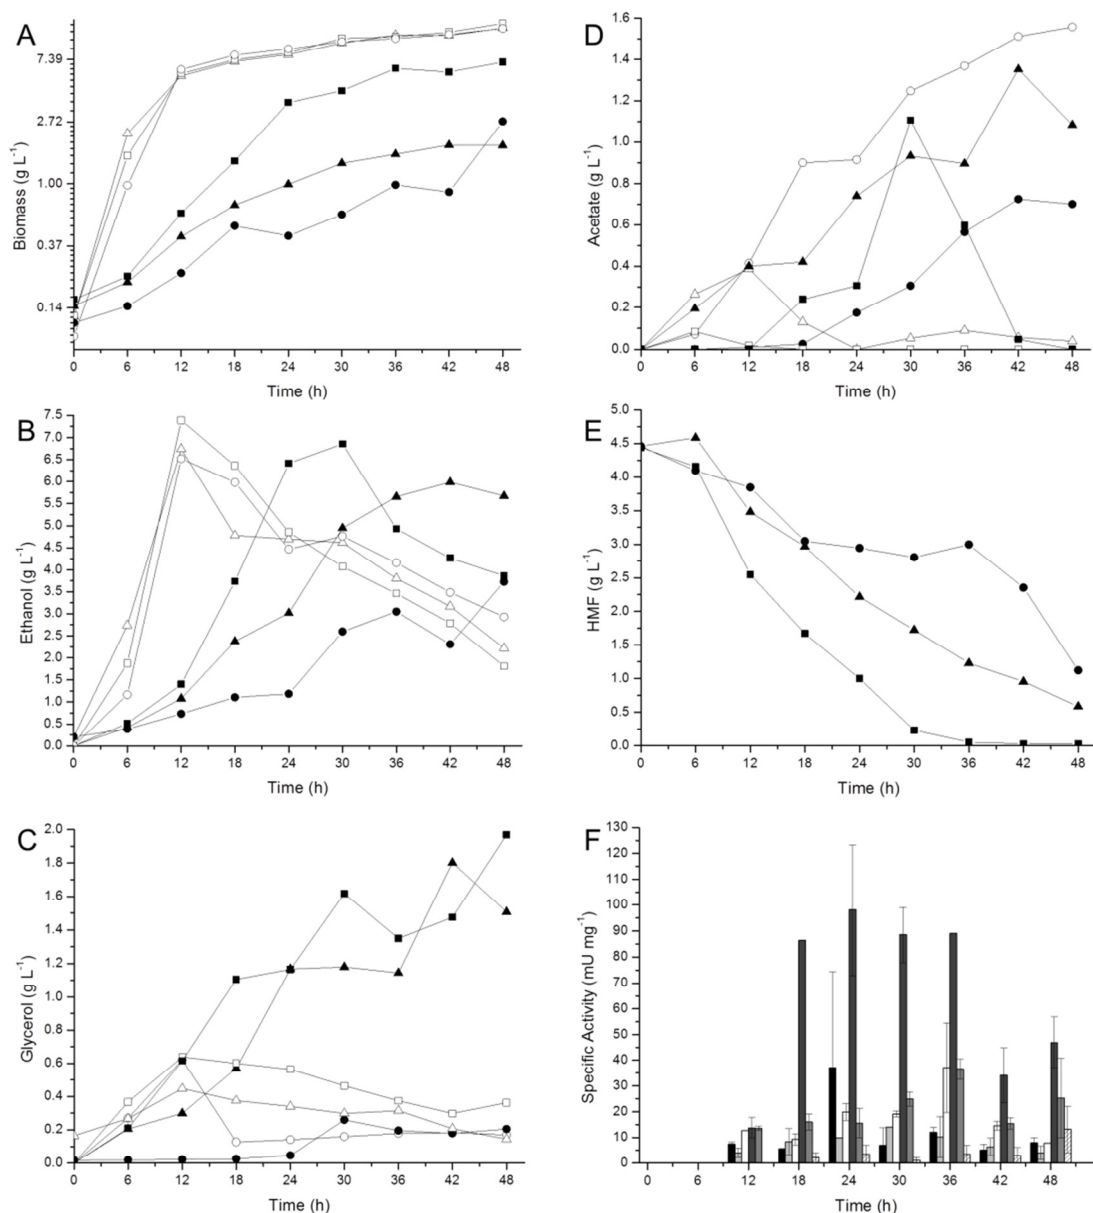 A
Biomass (g L⁻¹)
7.39
2.72
1.00
0.37
0.14
0 6 12 18 24 30 36 42 48
Time (h)
D
Acetate (g L⁻¹)
1.6
1.4
1.2
1.0
0.8
0.6
0.4
0.2
0.0
0 6 12 18 24 30 36 42 48
Time (h)
B
Ethanol (g L⁻¹)
7.5
7.0
6.5
6.0
5.5
5.0
4.5
4.0
3.5
3.0
2.5
2.0
1.5
1.0
0.5
0.0
0 6 12 18 24 30 36 42 48
Time (h)
E
HMF (g L⁻¹)
5.0
4.5
4.0
3.5
3.0
2.5
2.0
1.5
1.0
0.5
0.0
0 6 12 18 24 30 36 42 48
Time (h)
C
Glycerol (g L⁻¹)
2.0
1.8
1.6
1.4
1.2
1.0
0.8
0.6
0.4
0.2
0.0
0 6 12 18 24 30 36 42 48
Time (h)
F
Specific Activity (mU mg⁻¹)
130
120
110
100
90
80
70
60
50
40
30
20
10
0
0 6 12 18 24 30 36 42 48
Time (h)